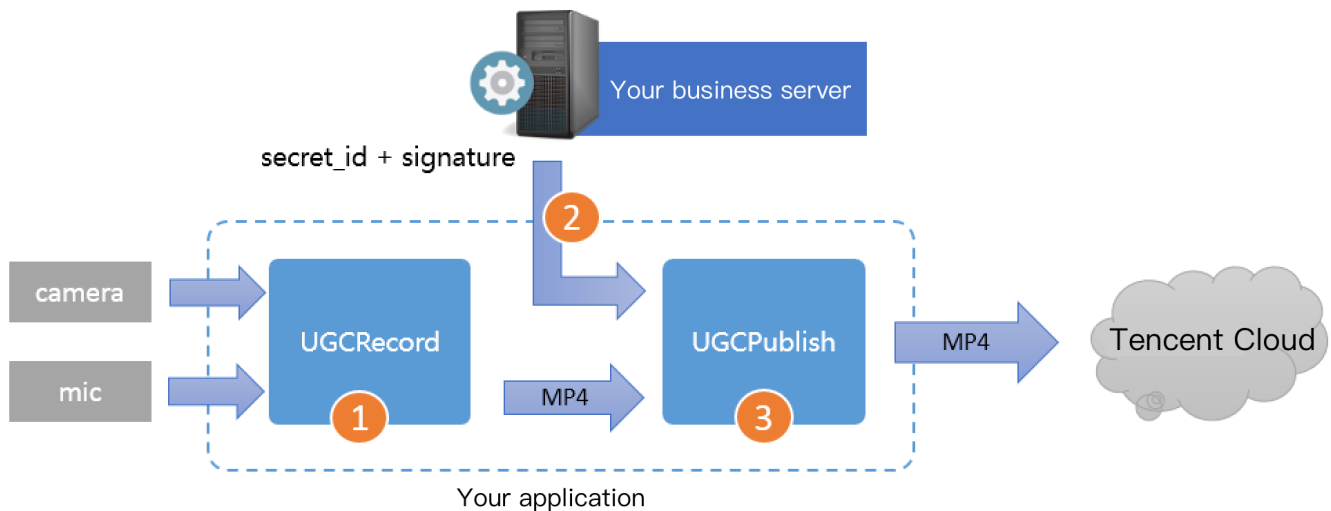 Your business server
secret_id + signature
2
camera
mic
UGCRecord
1
MP4
UGCPublish
3
MP4
Tencent Cloud
Your application